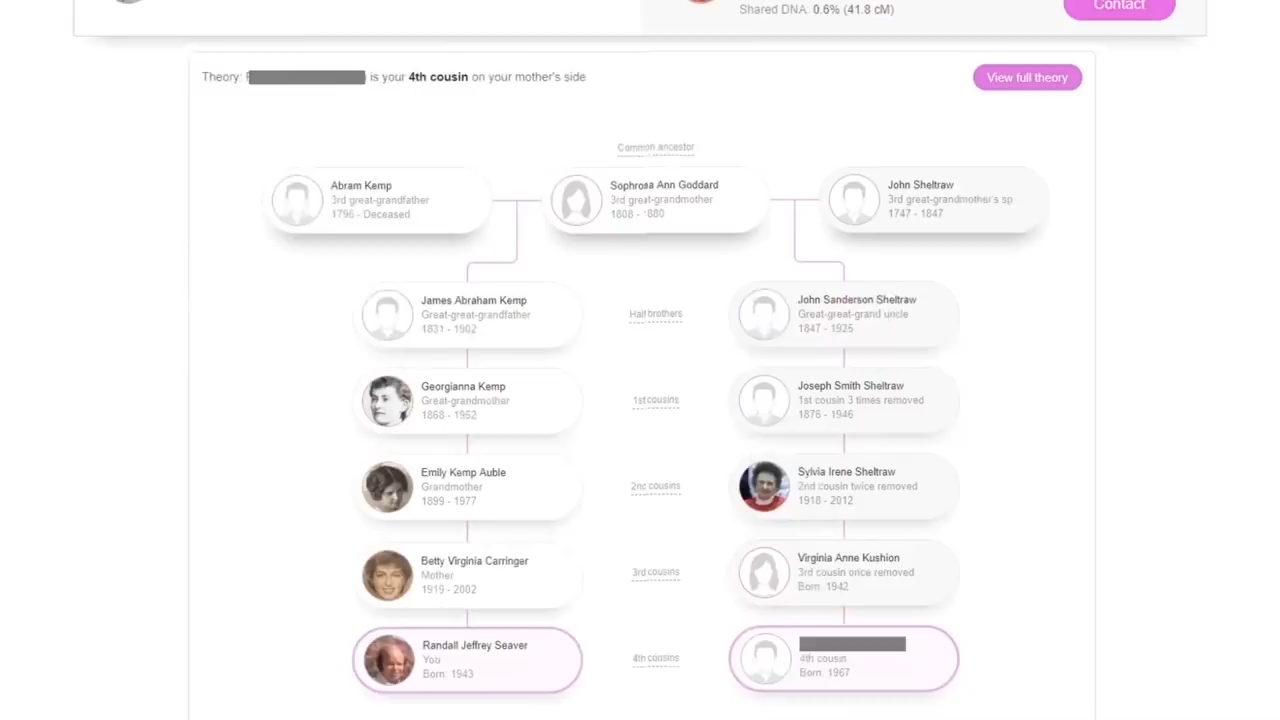 Shared DNA: 0.6% (41.8 cM)
Contact
Theory: is your 4th cousin on your mother's side
View full theory
Common ancestor
Abram Kemp
3rd great-grandfather
1796 - Deceased
Sophrosa Ann Goddard
3rd great-grandmother
1808 - 1880
John Sheltraw
3rd great-grandmother's sp
1747 - 1847
James Abraham Kemp
Great-great-grandfather
1831 - 1902
Half brothers
John Sanderson Sheltraw
Great-great-grand uncle
1847 - 1925
Georgianna Kemp
Great-grandmother
1868 - 1952
1st cousins
Joseph Smith Sheltraw
1st cousin 3 times removed
1876 - 1946
Emily Kemp Auble
Grandmother
1899 - 1977
2nd cousins
Sylvia Irene Sheltraw
2nd cousin twice removed
1918 - 2012
Betty Virginia Carringer
Mother
1919 - 2002
3rd cousins
Virginia Anne Kushion
3rd cousin once removed
Born: 1942
Randall Jeffrey Seaver
You
Born: 1943
4th cousins
4th cousin
Born: 1967